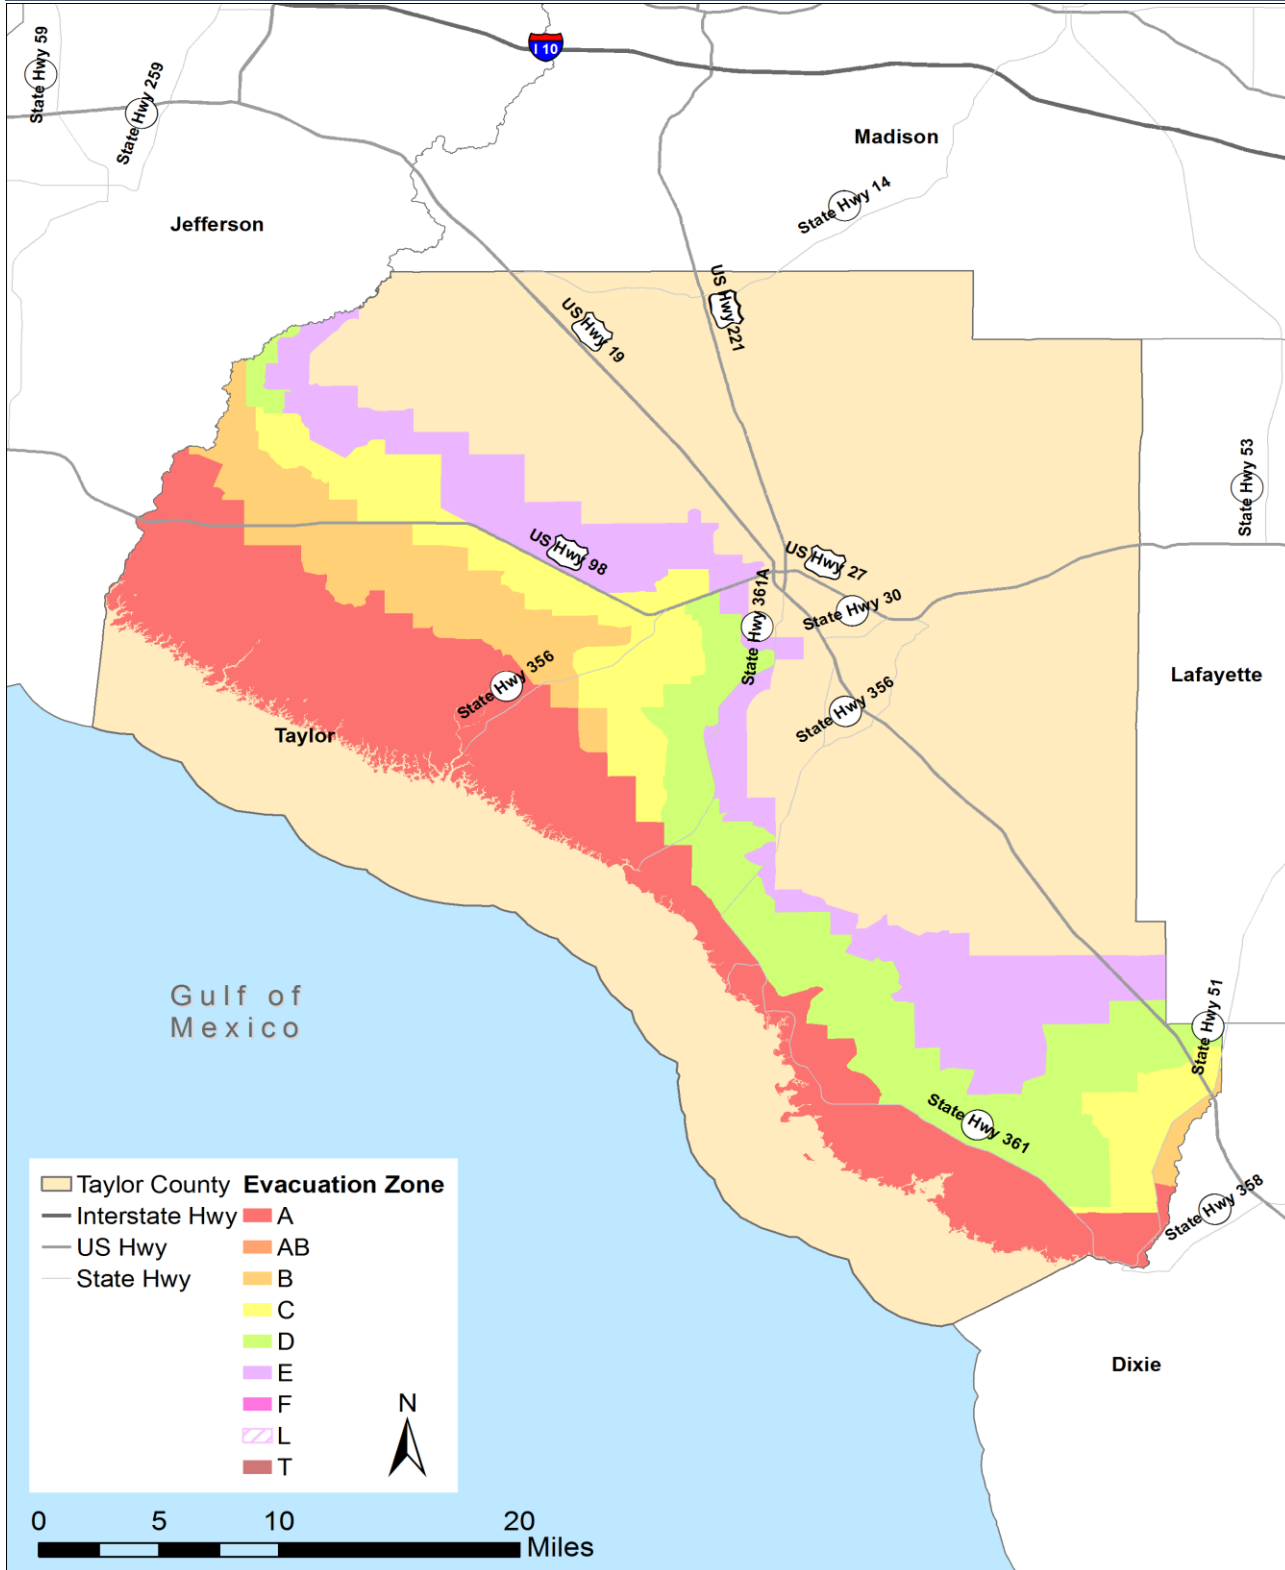 I 10
State Hwy 59
State Hwy 259
Madison
State Hwy 14
Jefferson
US Hwy 221
US Hwy 19
State Hwy 53
US Hwy 98
US Hwy 27
State Hwy 361A
State Hwy 30
State Hwy 356
Lafayette
State Hwy 356
Taylor
Gulf of
Mexico
State Hwy 51
State Hwy 361
State Hwy 358
Dixie
Taylor County
Interstate Hwy
US Hwy
State Hwy
Evacuation Zone
A
AB
B
C
D
E
F
L
T
N
0 5 10 20
Miles